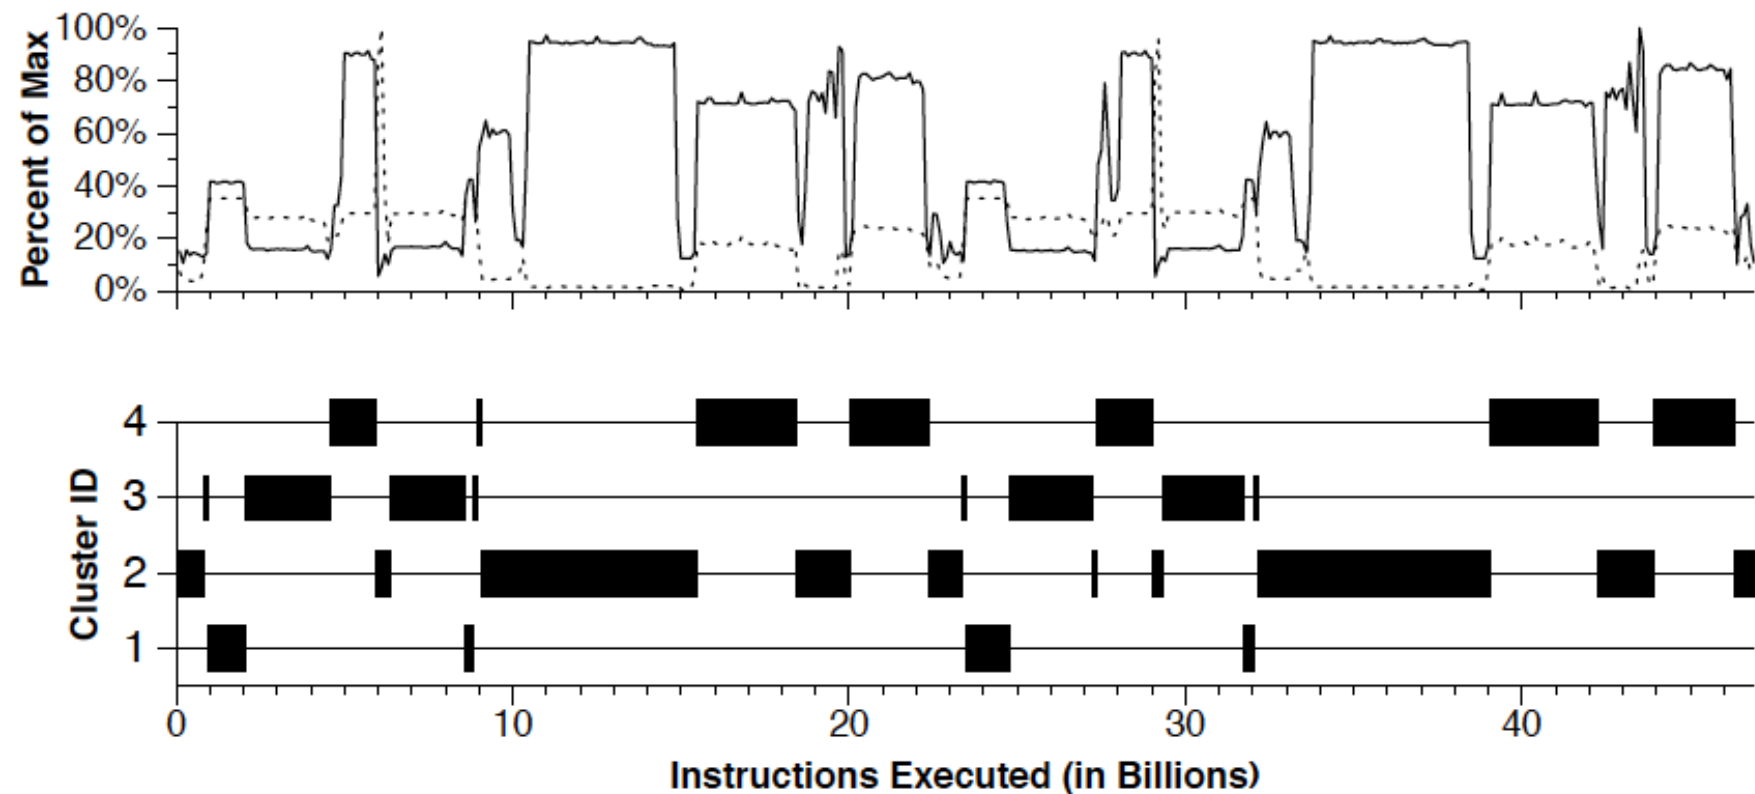 Percent of Max
100%
80%
60%
40%
20%
0%
Cluster ID
4
3
2
1
0 10 20 30 40
Instructions Executed (in Billions)